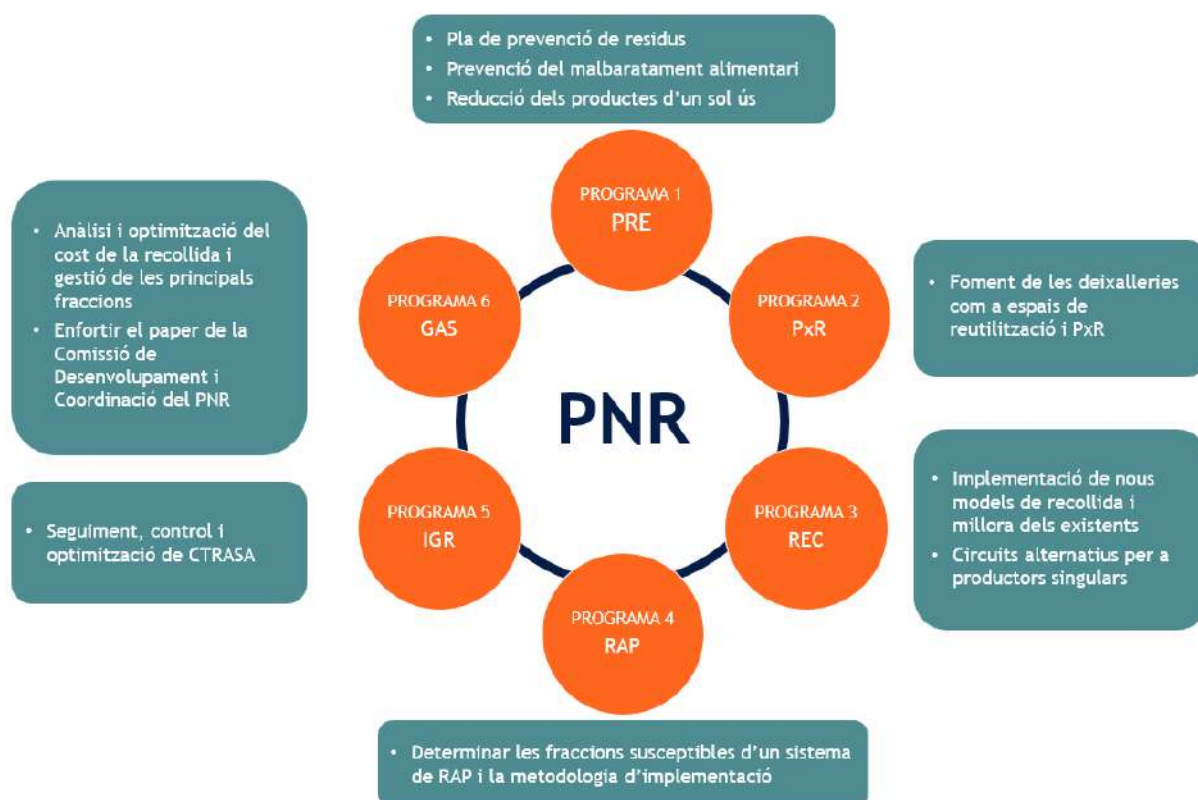 • Pla de prevenció de residus
• Prevenció del malbaratament alimentari
• Reducció dels productes d'un sol ús
PROGRAMA 1
PRE
PROGRAMA 2
PxR
• Foment de les deixalleries
com a espais de
reutilització i PxR
PROGRAMA 3
REC
• Implementació de nous
models de recollida i
millora dels existents
• Circuits alternatius per a
productors singulars
PROGRAMA 4
RAP
• Determinar les fraccions susceptibles d'un sistema
de RAP i la metodologia d'implementació
PROGRAMA 5
IGR
• Seguiment, control i
optimització de CTRASA
PROGRAMA 6
GAS
• Anàlisi i optimització del
cost de la recollida i
gestió de les principals
fraccions
• Enfortir el paper de la
Comissió de
Desenvolupament i
Coordinació del PNR
PNR